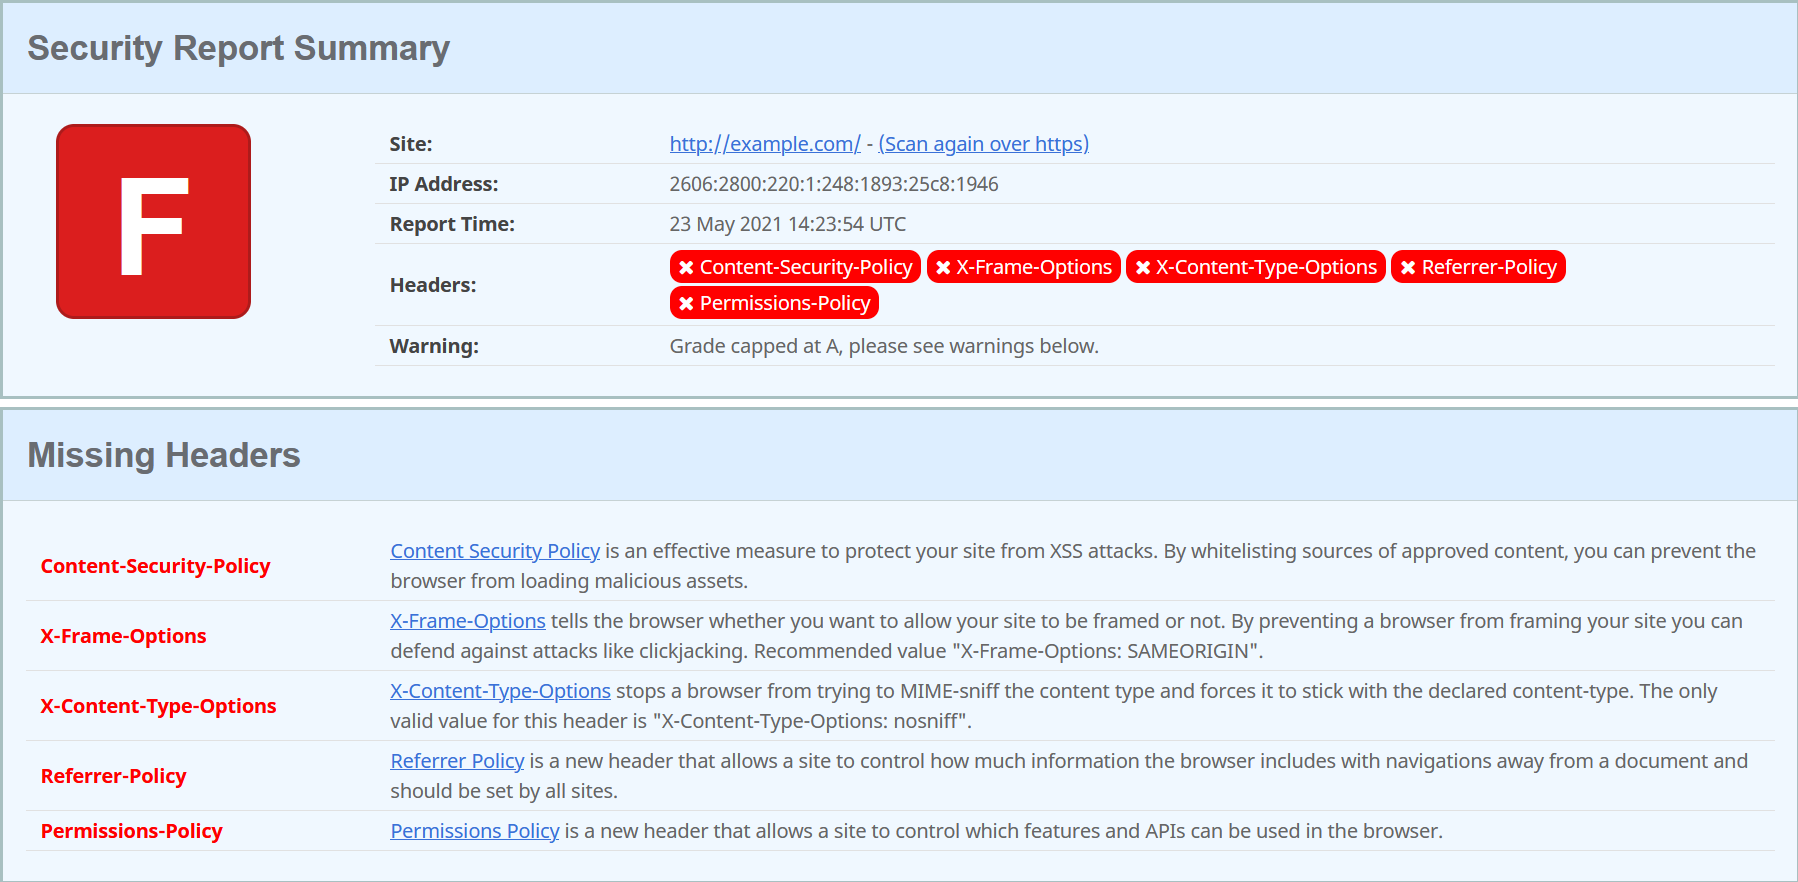 Security Report Summary
F
Site: http://example.com/ - (Scan again over https)
IP Address: 2606:2800:220:1:248:1893:25c8:1946
Report Time: 23 May 2021 14:23:54 UTC
Headers: ✖ Content-Security-Policy ✖ X-Frame-Options ✖ X-Content-Type-Options ✖ Referrer-Policy
✖ Permissions-Policy
Warning: Grade capped at A, please see warnings below.
Missing Headers
Content-Security-Policy Content Security Policy is an effective measure to protect your site from XSS attacks. By whitelisting sources of approved content, you can prevent the
browser from loading malicious assets.
X-Frame-Options X-Frame-Options tells the browser whether you want to allow your site to be framed or not. By preventing a browser from framing your site you can
defend against attacks like clickjacking. Recommended value "X-Frame-Options: SAMEORIGIN".
X-Content-Type-Options X-Content-Type-Options stops a browser from trying to MIME-sniff the content type and forces it to stick with the declared content-type. The only
valid value for this header is "X-Content-Type-Options: nosniff".
Referrer-Policy Referrer Policy is a new header that allows a site to control how much information the browser includes with navigations away from a document and
should be set by all sites.
Permissions-Policy Permissions Policy is a new header that allows a site to control which features and APIs can be used in the browser.